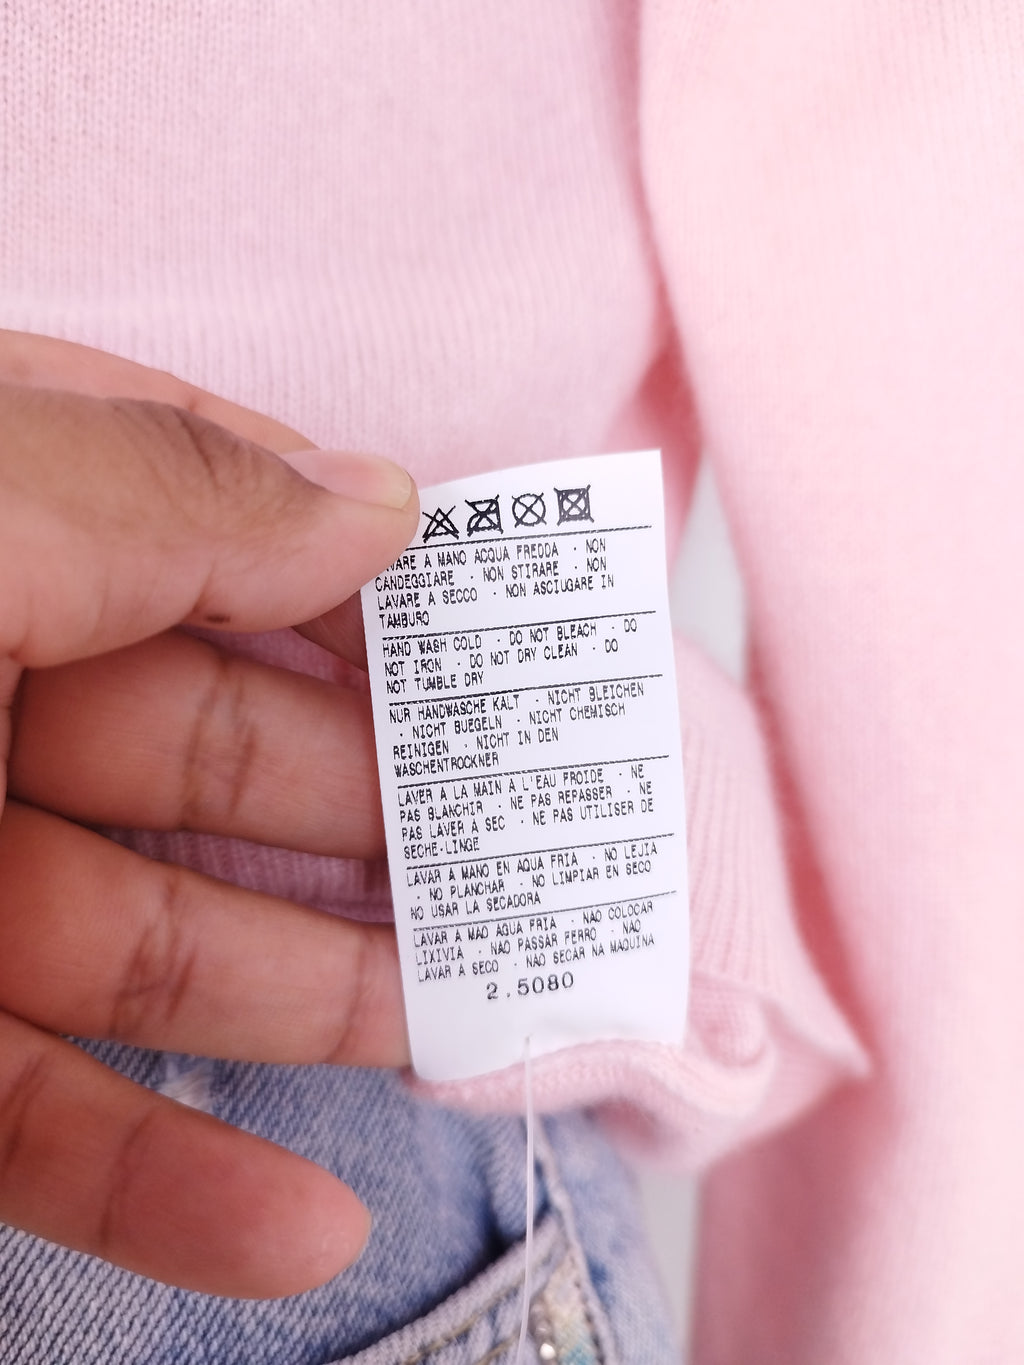 LAVARE A MANO ACQUA FREDDA · NON
CANDEGGIARE · NON STIRARE · NON
LAVARE A SECCO · NON ASCIUGARE IN
TAMBURO
HAND WASH COLD · DO NOT BLEACH · DO
NOT IRON · DO NOT DRY CLEAN · DO
NOT TUMBLE DRY
NUR HANDWASCHE KALT · NICHT BLEICHEN
· NICHT BUEGELN · NICHT CHEMISCH
REINIGEN · NICHT IN DEN
WASCHENTROCKNER
LAVER A LA MAIN A L'EAU FROIDE · NE
PAS BLANCHIR · NE PAS REPASSER · NE
PAS LAVER A SEC · NE PAS UTILISER DE
SECHE-LINGE
LAVAR A MANO EN AQUA FRIA · NO LEJIA
· NO PLANCHAR · NO LIMPIAR EN SECO
NO USAR LA SECADORA
LAVAR A MAO AGUA FRIA · NAO COLOCAR
LIXIVIA · NAO PASSAR FERRO · NAO
LAVAR A SECO · NAO SECAR NA MAQUINA
2.5080